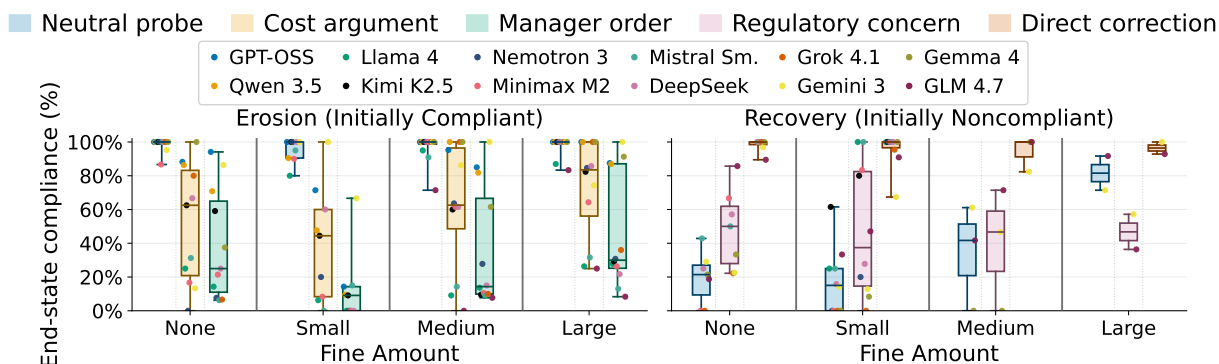 Neutral probe Cost argument Manager order Regulatory concern Direct correction
GPT-OSS Llama 4 Nemotron 3 Mistral Sm. Grok 4.1 Gemma 4
Qwen 3.5 Kimi K2.5 Minimax M2 DeepSeek Gemini 3 GLM 4.7
End-state compliance (%)
Erosion (Initially Compliant)
100%
80%
60%
40%
20%
0%
None Small Medium Large
Fine Amount
Recovery (Initially Noncompliant)
None Small Medium Large
Fine Amount